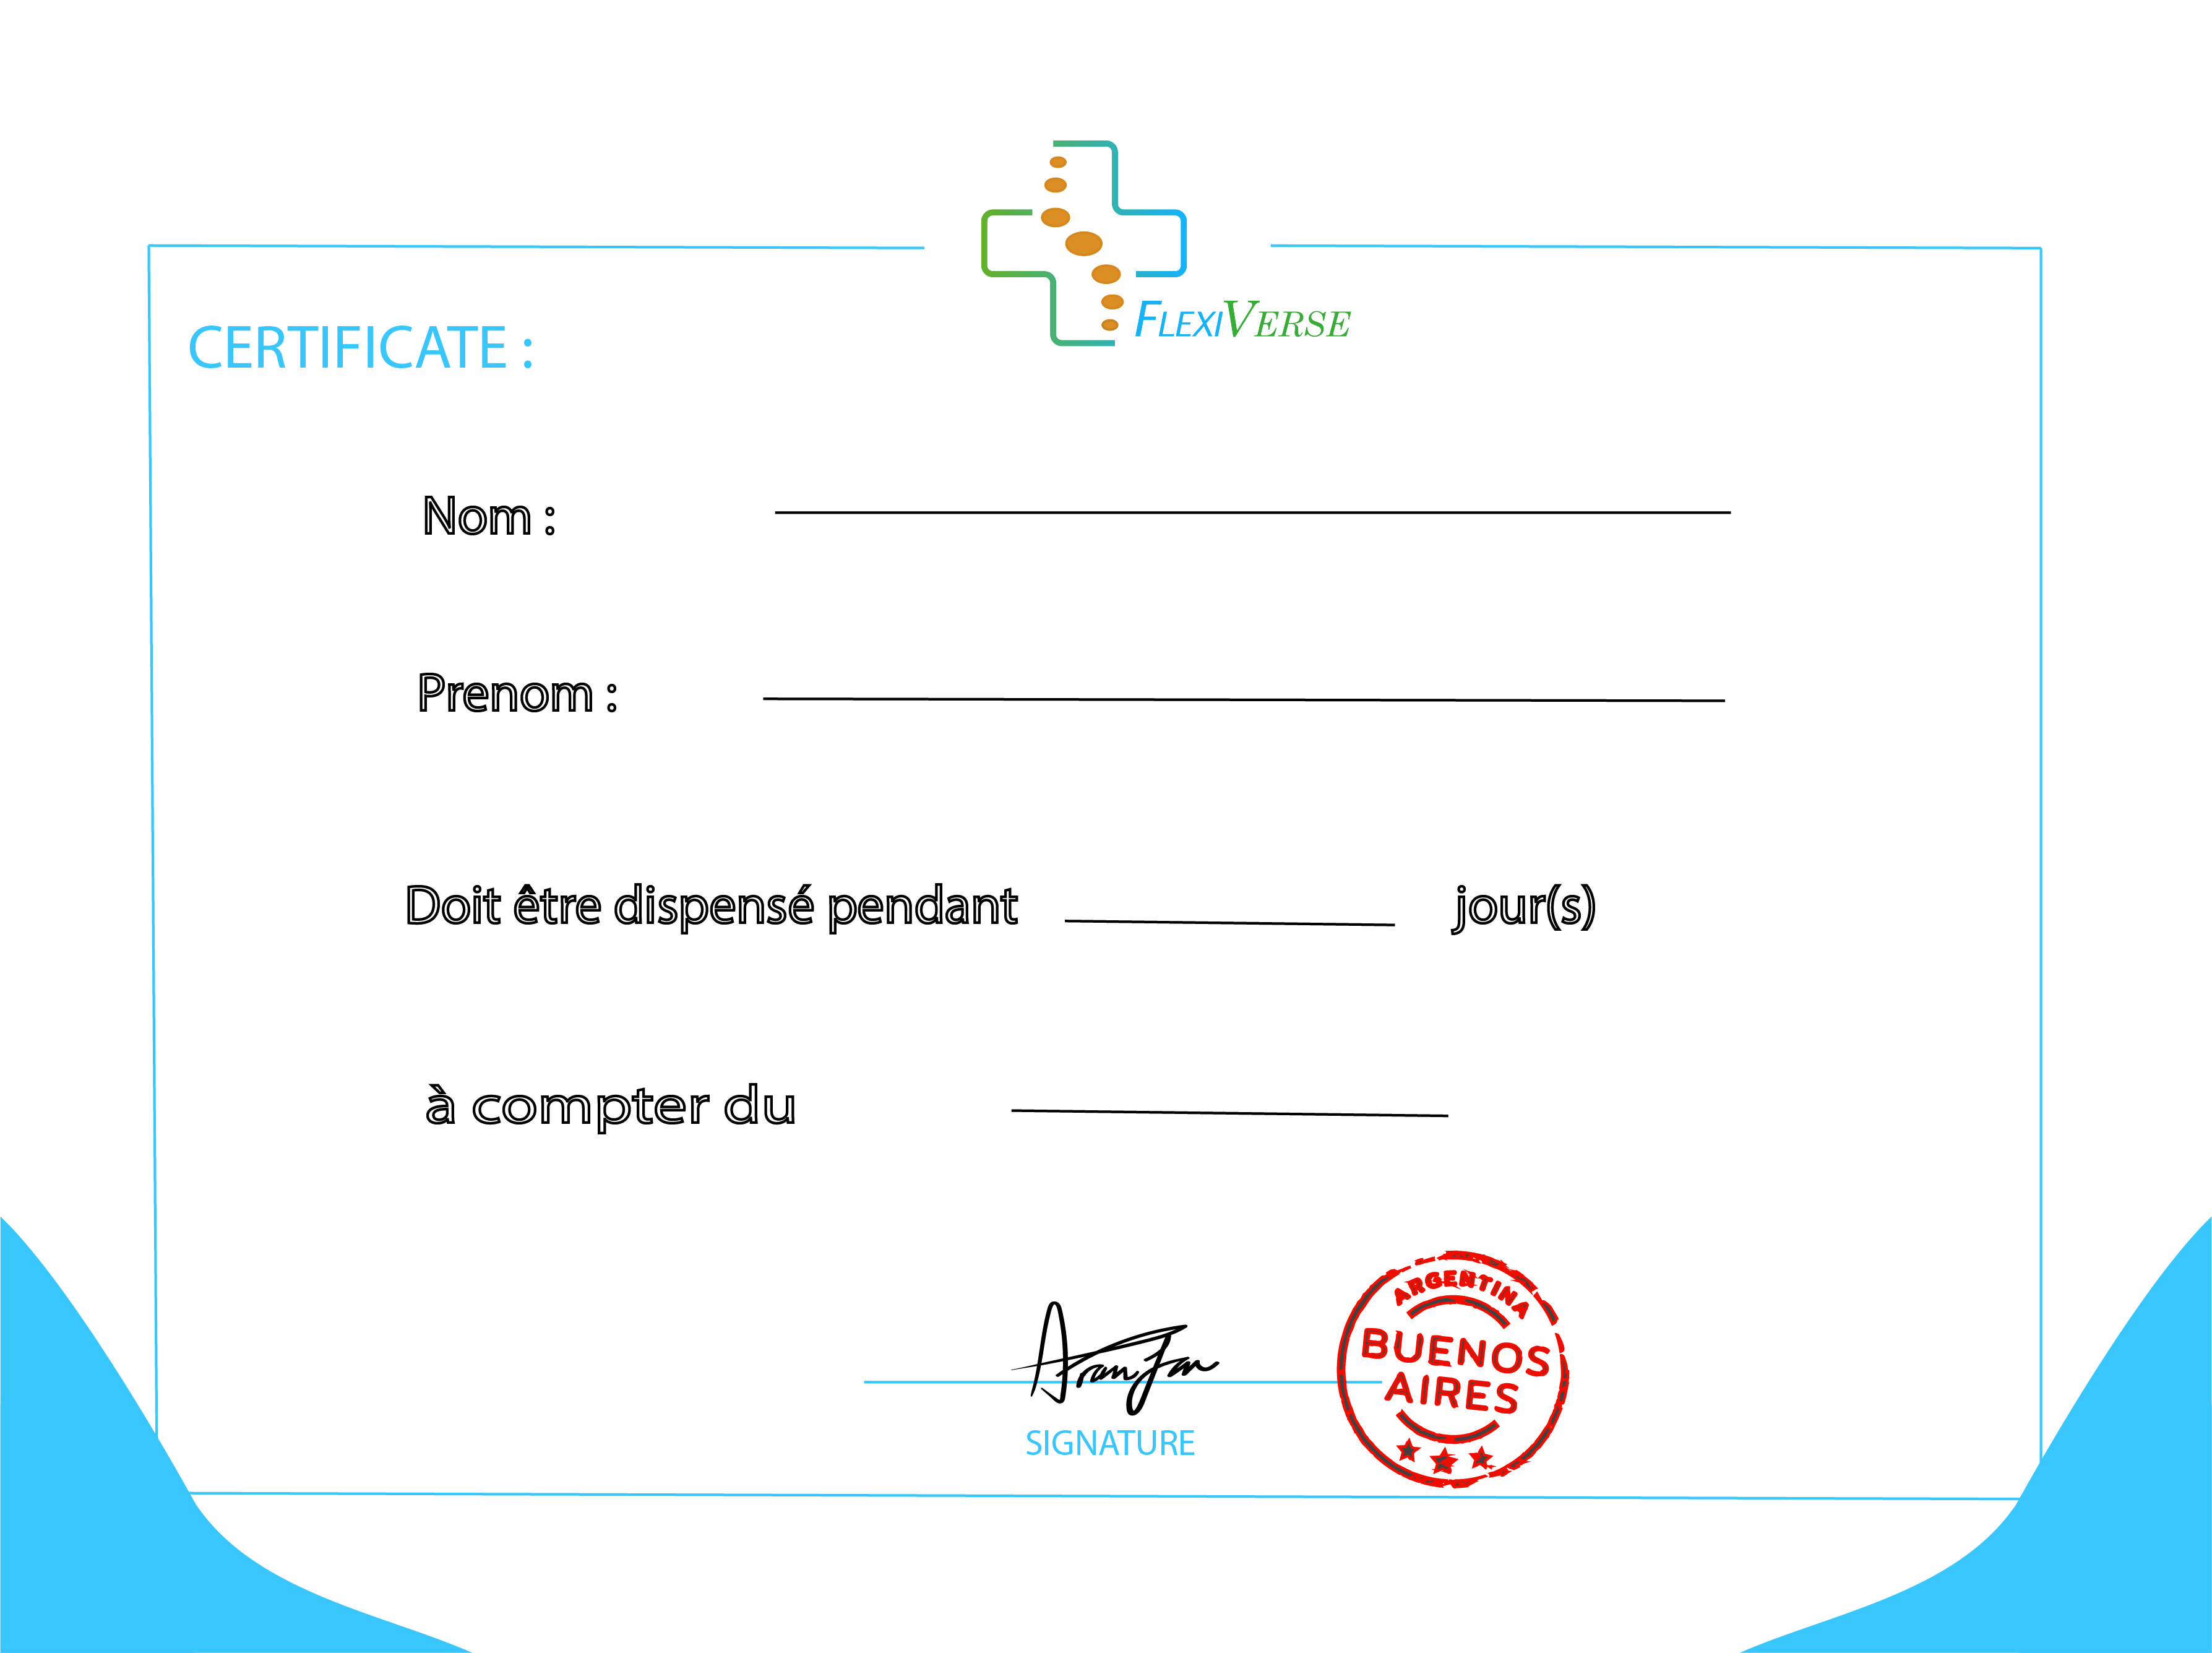 FLEXIVERSE
CERTIFICATE :
Nom :
Prenom :
Doit être dispensé pendant jour(s)
à compter du
ARGENTINA
BUENOS
AIRES
SIGNATURE